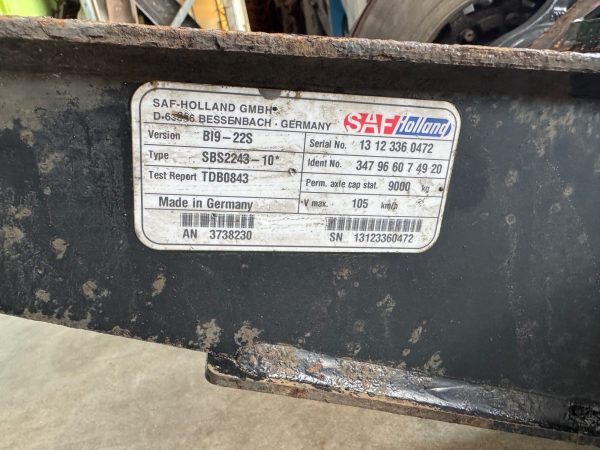 SAF-HOLLAND GMBH
D-63856 BESSENBACH · GERMANY
SAF Holland
Version BI9-22S
Serial No. 13 12 336 0472
Type SBS2243-10*
Ident No. 347 96 60 7 49 20
Test Report TDB0843
Perm. axle cap stat. 9000 kg
Made in Germany
V max. 105 km/h
AN 3738230
SN 13123360472